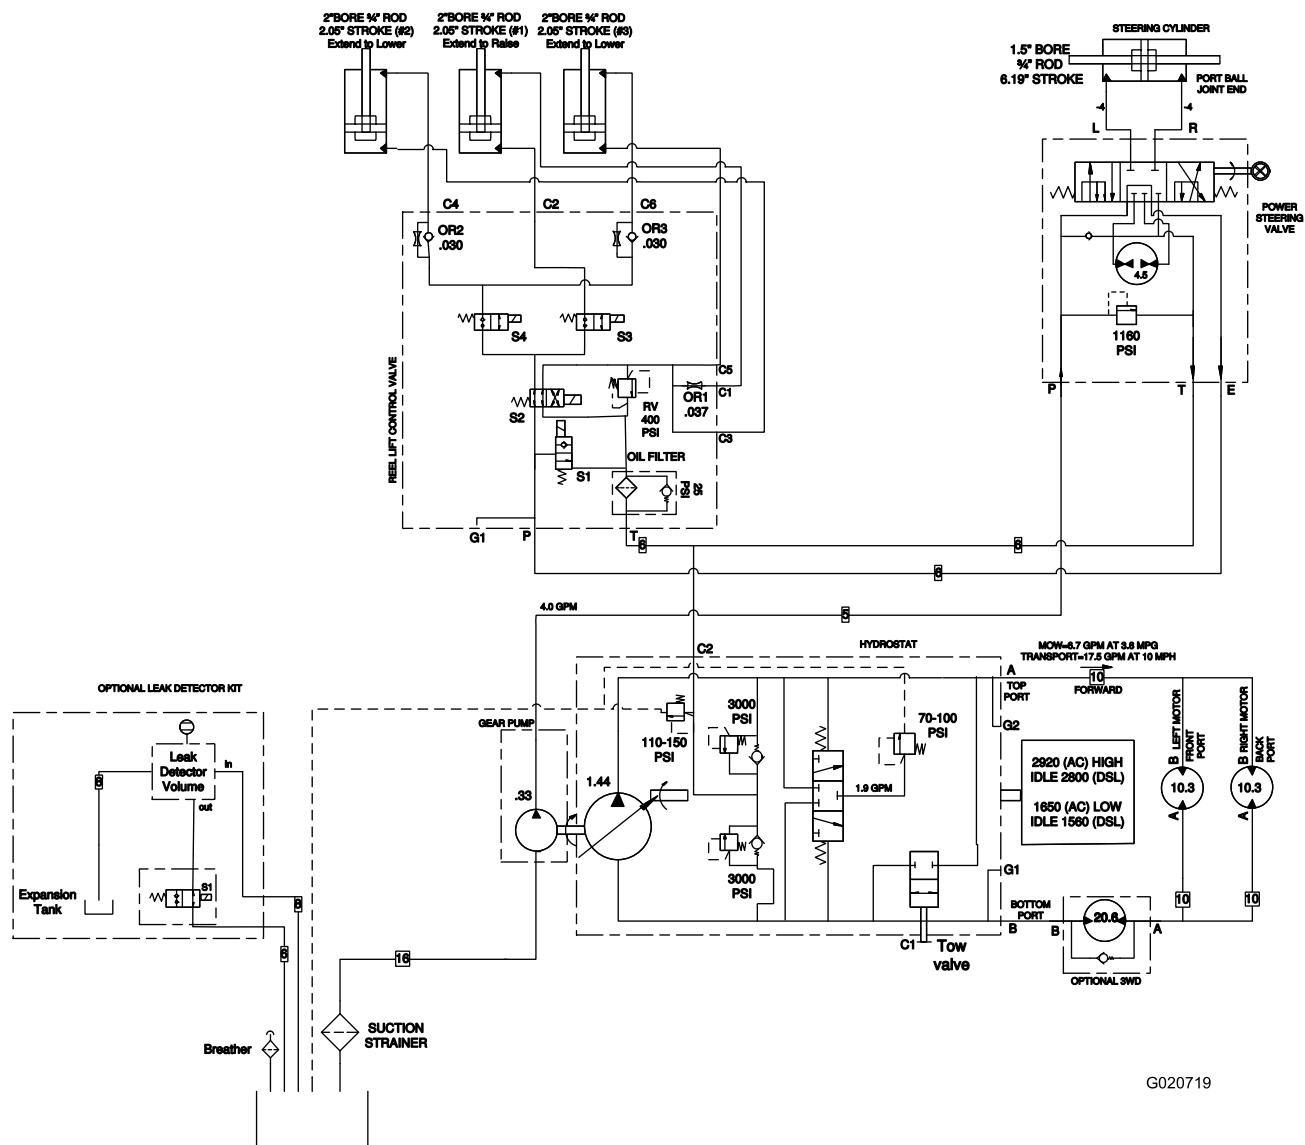 2"BORE ¾" ROD
2.05" STROKE (#2)
Extend to Lower
2"BORE ¾" ROD
2.05" STROKE (#1)
Extend to Raise
2"BORE ¾" ROD
2.05" STROKE (#3)
Extend to Lower
STEERING CYLINDER
1.5" BORE
¾" ROD
6.19" STROKE
PORT BALL
JOINT END
-4
-4
L
R
POWER
STEERING
VALVE
4.5
1160
PSI
P
T
E
C4
C2
C6
OR2
.030
OR3
.030
S4
S3
REEL LIFT CONTROL VALVE
C5
C1
OR1
.037
C3
S2
RV
400
PSI
S1
OIL FILTER
25
PSI
G1
P
T
6
6
6
4.0 GPM
5
HYDROSTAT
C2
MOW=6.7 GPM AT 3.8 MPG
TRANSPORT=17.5 GPM AT 10 MPH
A
TOP
PORT
10
FORWARD
G2
OPTIONAL LEAK DETECTOR KIT
Leak
Detector
Volume
in
out
6
S1
Expansion
Tank
6
6
GEAR PUMP
.33
1.44
110-150
PSI
3000
PSI
3000
PSI
70-100
PSI
1.9 GPM
2920 (AC) HIGH
IDLE 2800 (DSL)
1650 (AC) LOW
IDLE 1560 (DSL)
B LEFT MOTOR
FRONT
PORT
B RIGHT MOTOR
BACK
PORT
10.3
10.3
A
A
G1
10
10
BOTTOM
PORT
B
B
20.6
A
OPTIONAL 3WD
C1
Tow
valve
16
Breather
SUCTION
STRAINER
G020719